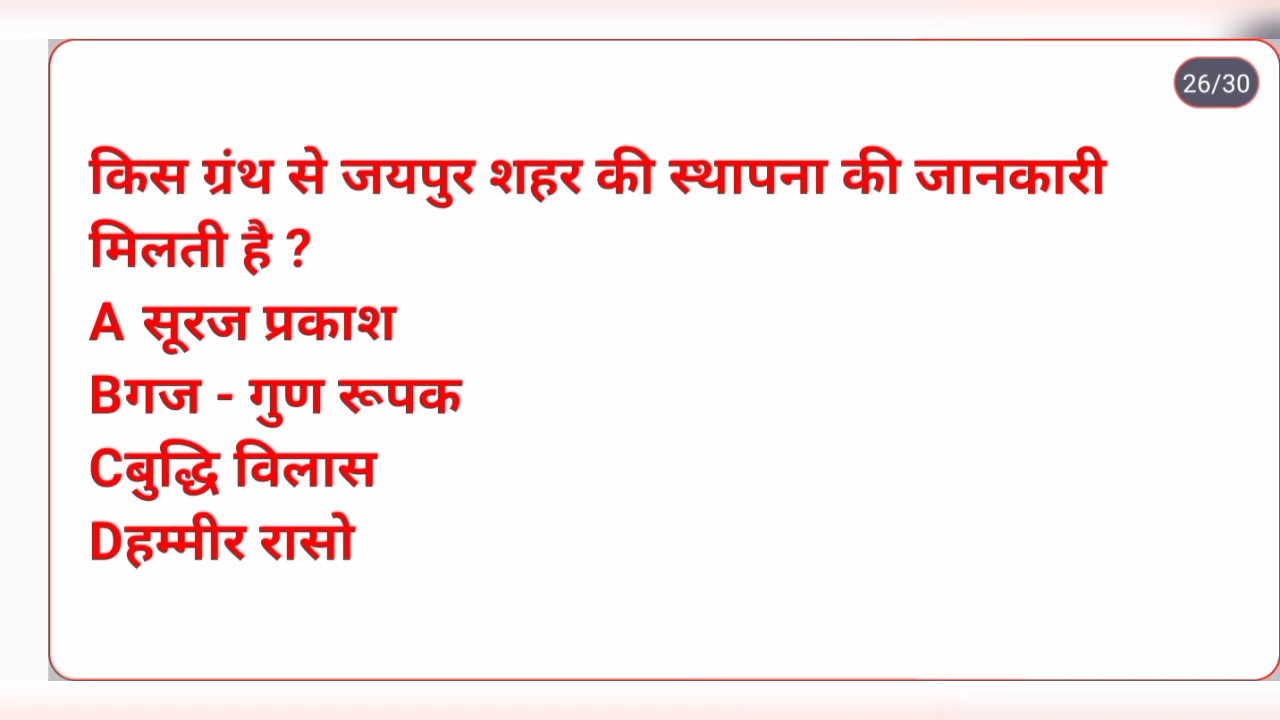 26/30
किस ग्रंथ से जयपुर शहर की स्थापना की जानकारी
मिलती है ?
A सूरज प्रकाश
Bगज - गुण रूपक
Cबुद्धि विलास
Dहम्मीर रासो